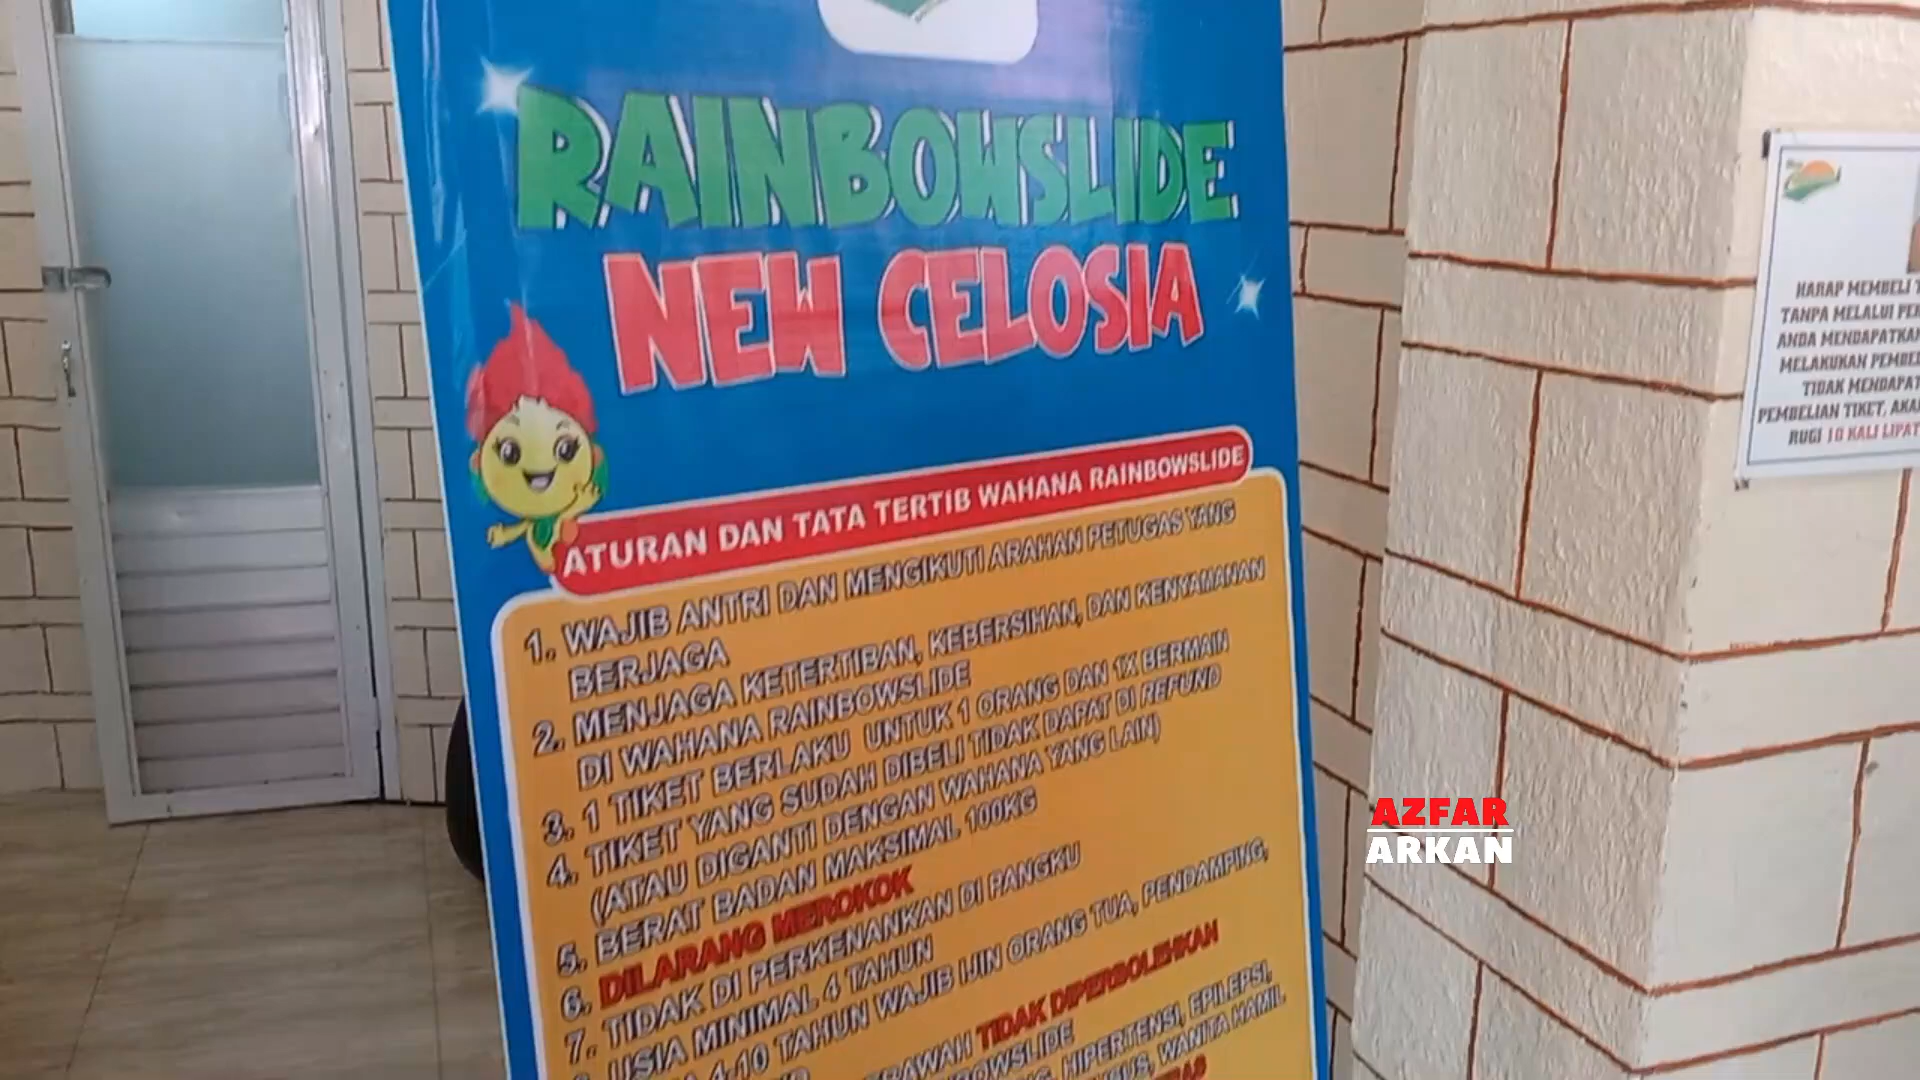 RAINBOWSLIDE
NEW CELOSIA
ATURAN DAN TATA TERTIB WAHANA RAINBOWSLIDE
1. WAJIB ANTRI DAN MENGIKUTI ARAHAN PETUGAS YANG
BERJAGA
2. MENJAGA KETERTIBAN, KEBERSIHAN, DAN KENYAMANAN
DI WAHANA RAINBOWSLIDE
3. 1 TIKET BERLAKU UNTUK 1 ORANG DAN 1X BERMAIN
4. TIKET YANG SUDAH DIBELI TIDAK DAPAT DI REFUND
(ATAU DIGANTI DENGAN WAHANA YANG LAIN)
5. BERAT BADAN MAKSIMAL 100KG
6. DILARANG MEROKOK
7. TIDAK DI PERKENANKAN DI PANGKU
USIA MINIMAL 4 TAHUN
4-10 TAHUN WAJIB IJIN ORANG TUA, PENDAMPING,
TIDAK DIPERBOLEHKAN
HIPERTENSI, EPILEPSI,
WANITA HAMIL
HARAP MEMBELI
TANPA MELALUI
ANDA MENDAPATKAN
MELAKUKAN
TIDAK
PEMBELIAN TIKET,
RUGI 10 KALI LIPAT
AZFAR
ARKAN